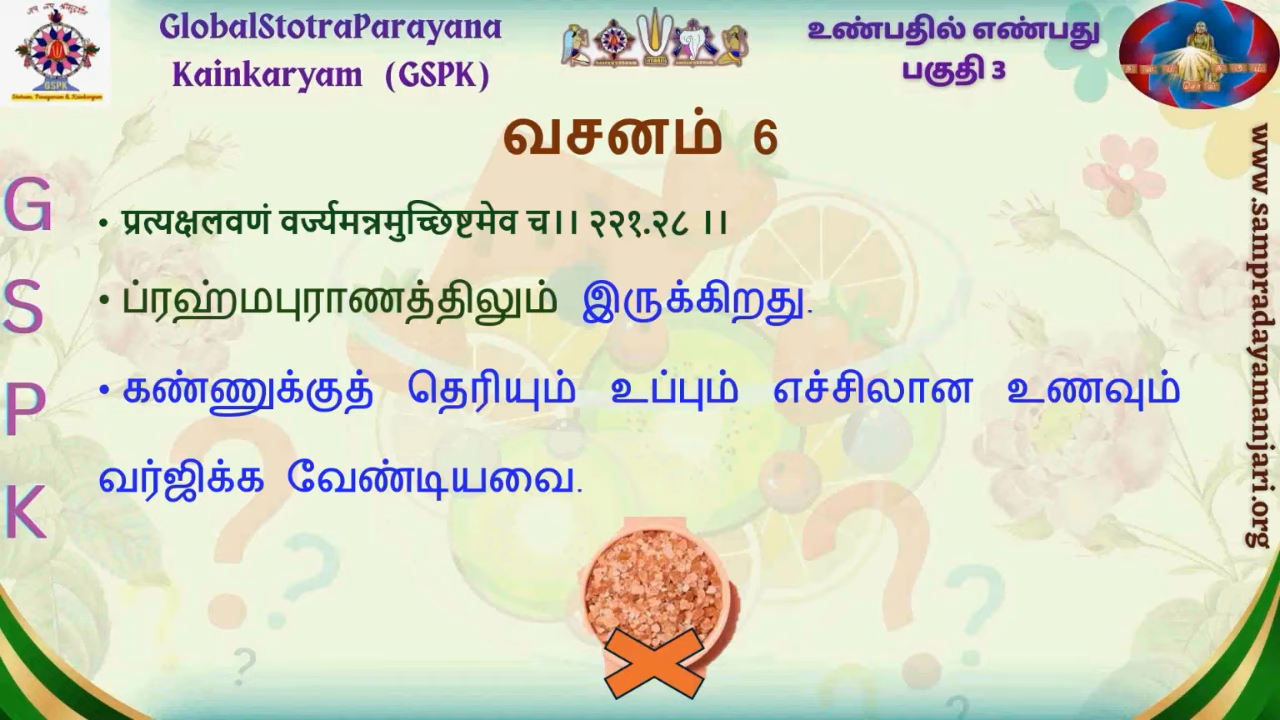 GlobalStotraParayana
Kainkaryam (GSPK)
உண்பதில் எண்பது
பகுதி 3
வசனம் 6
• प्रत्यक्षलवणं वर्ज्यमन्नमुच्छिष्टमेव च।। २२१.२८ ।।
• ப்ரஹ்மபுராணத்திலும் இருக்கிறது.
• கண்ணுக்குத் தெரியும் உப்பும் எச்சிலான உணவும்
வர்ஜிக்க வேண்டியவை.
G
S
P
K
www.sampradayamanjari.org
GSPK